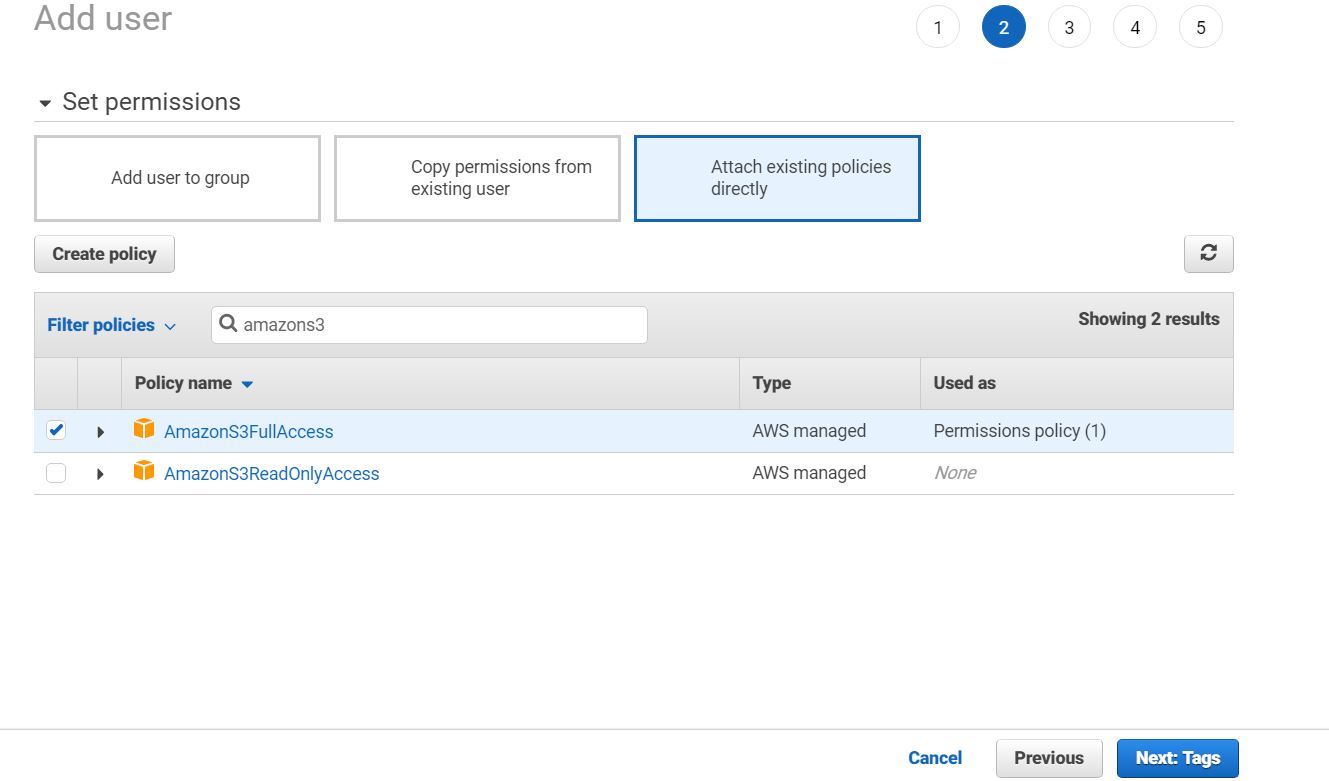 Add user
1 2 3 4 5
Set permissions
Add user to group
Copy permissions from
existing user
Attach existing policies
directly
Create policy
Filter policies
amazons3
Showing 2 results
Policy name Type Used as
AmazonS3FullAccess AWS managed Permissions policy (1)
AmazonS3ReadOnlyAccess AWS managed None
Cancel Previous Next: Tags